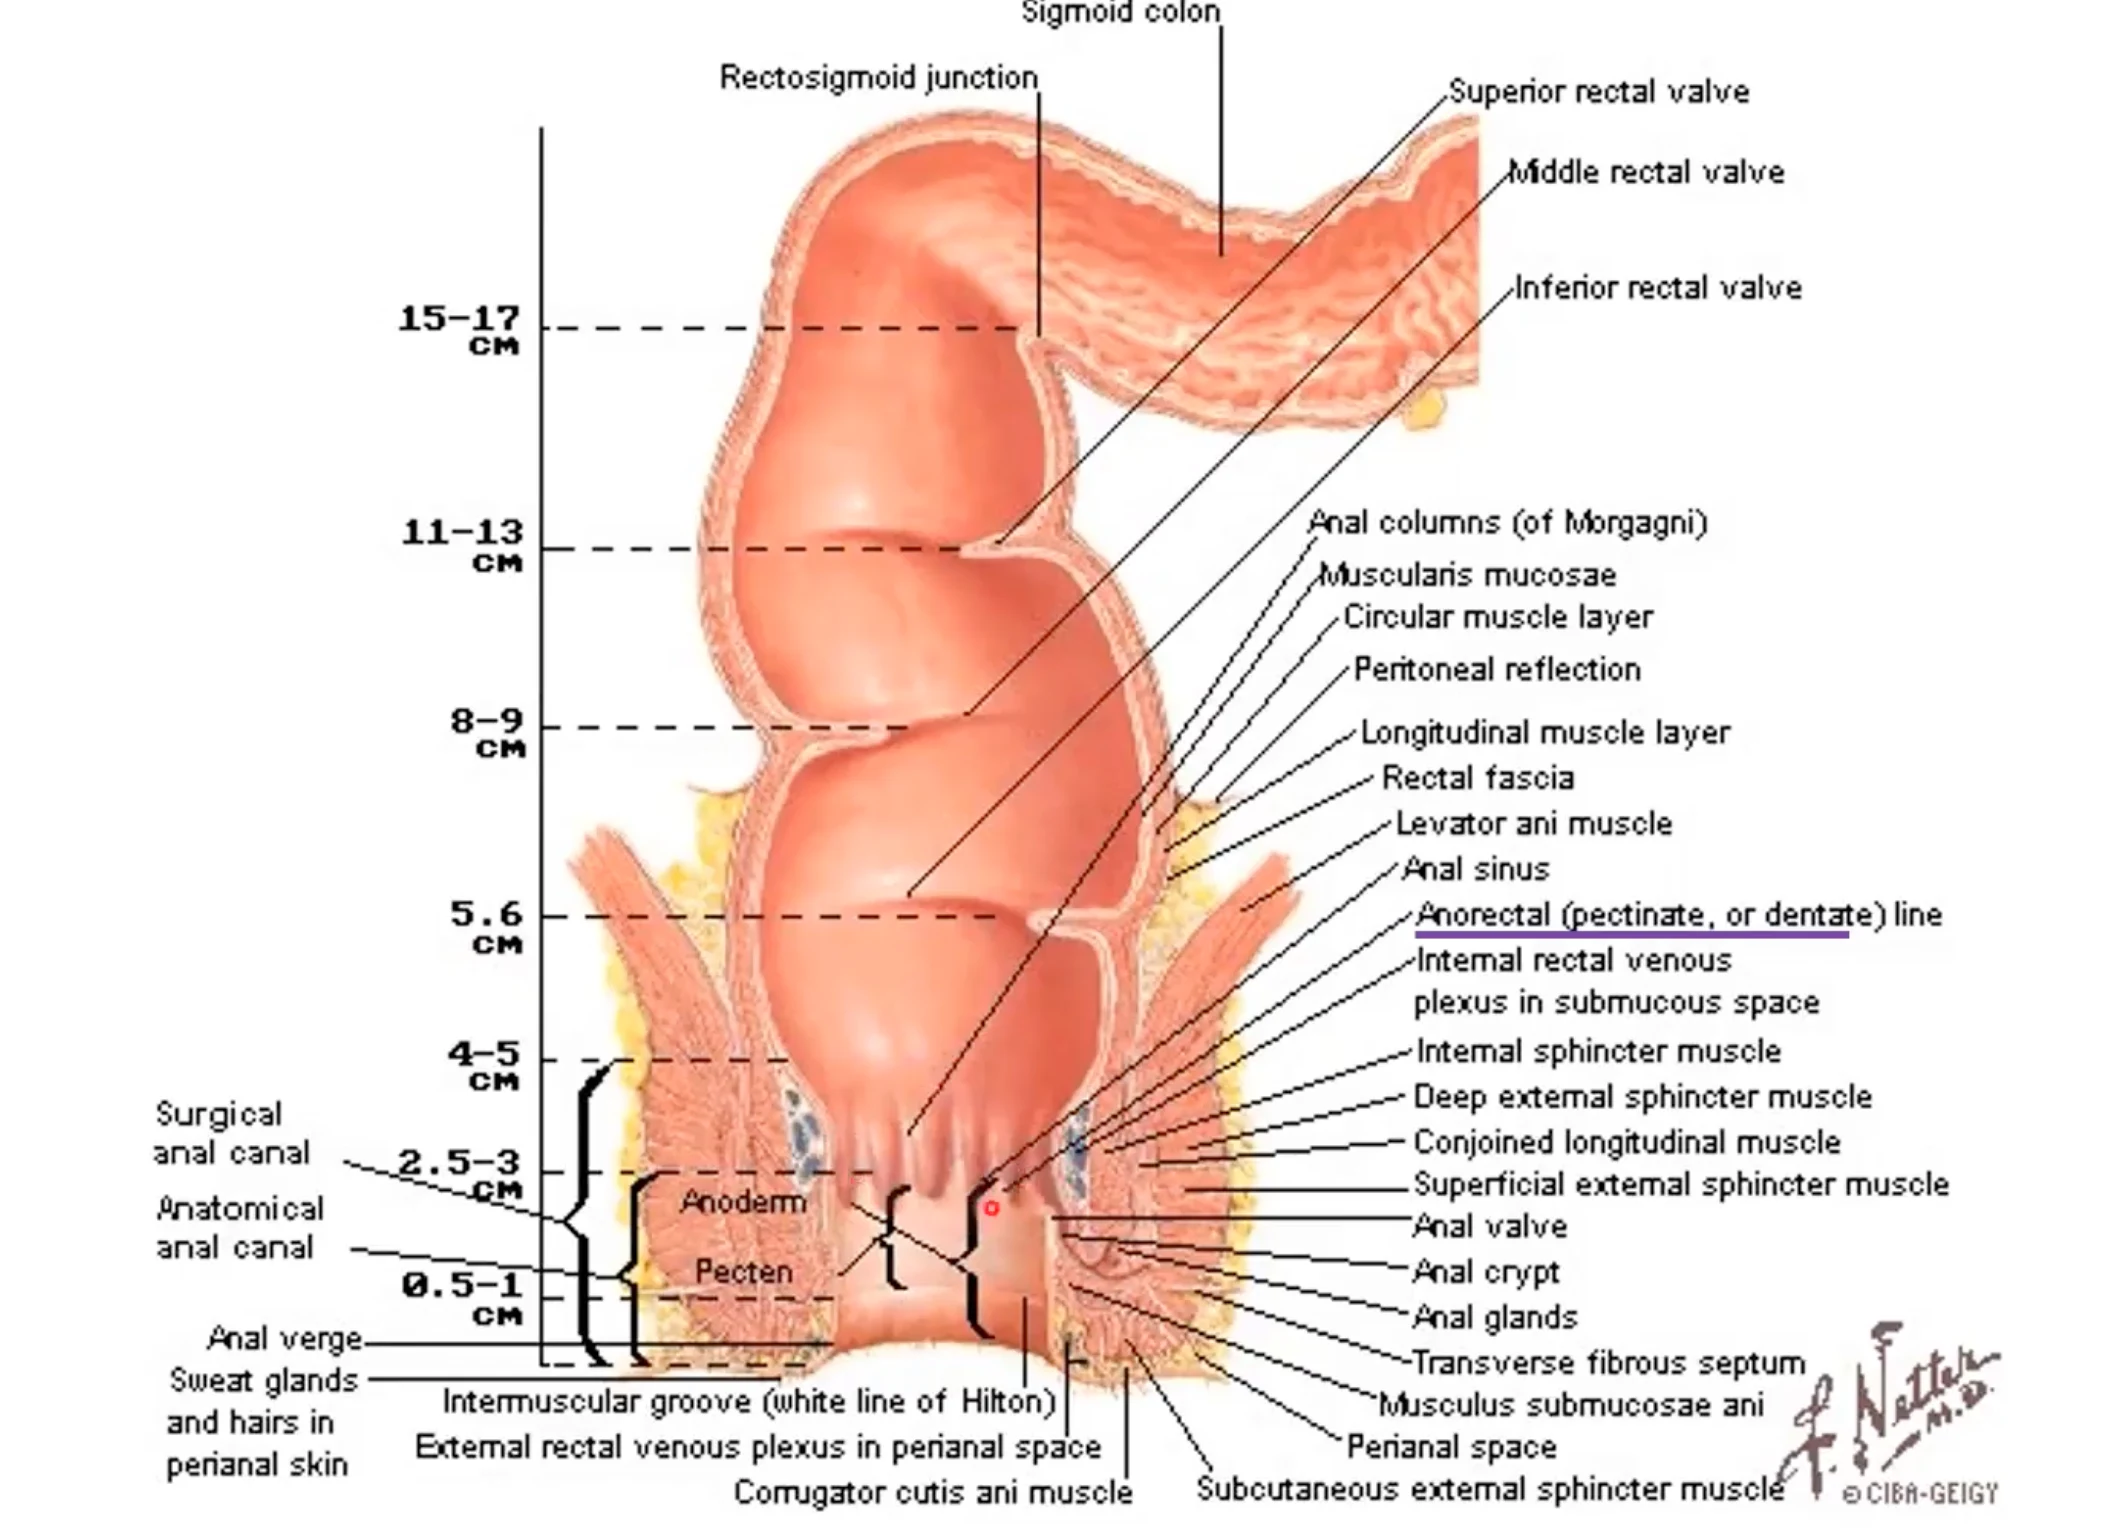 Sigmoid colon
Rectosigmoid junction
Superior rectal valve
Middle rectal valve
Inferior rectal valve
15-17
CM
11-13
CM
Anal columns (of Morgagni)
Muscularis mucosae
Circular muscle layer
Peritoneal reflection
8-9
CM
Longitudinal muscle layer
Rectal fascia
Levator ani muscle
Anal sinus
5.6
CM
Anorectal (pectinate, or dentate) line
Internal rectal venous
plexus in submucous space
4-5
CM
Internal sphincter muscle
Deep external sphincter muscle
Conjoined longitudinal muscle
Superficial external sphincter muscle
Anal valve
Anal crypt
Anal glands
Transverse fibrous septum
Musculus submucosae ani
Perianal space
Subcutaneous external sphincter muscle
Surgical
anal canal
2.5-3
CM
Anatomical
anal canal
Anoderm
Pecten
0.5-1
CM
Anal verge
Sweat glands
and hairs in
perianal skin
Intermuscular groove (white line of Hilton)
External rectal venous plexus in perianal space
Corrugator cutis ani muscle
F. Netter
M.D.
© CIBA-GEIGY